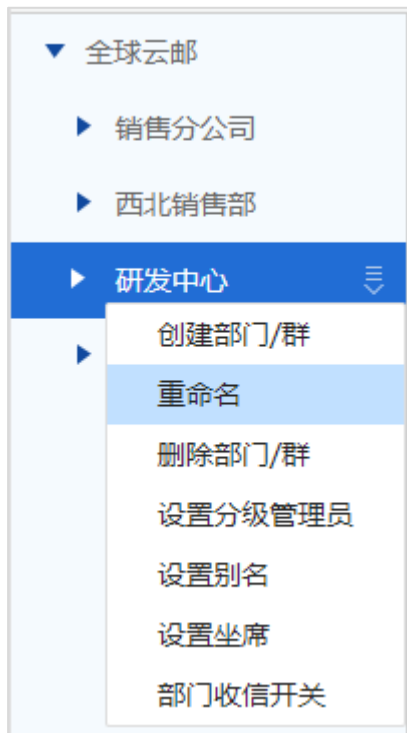 全球云邮
销售分公司
西北销售部
研发中心
创建部门/群
重命名
删除部门/群
设置分级管理员
设置别名
设置坐席
部门收信开关